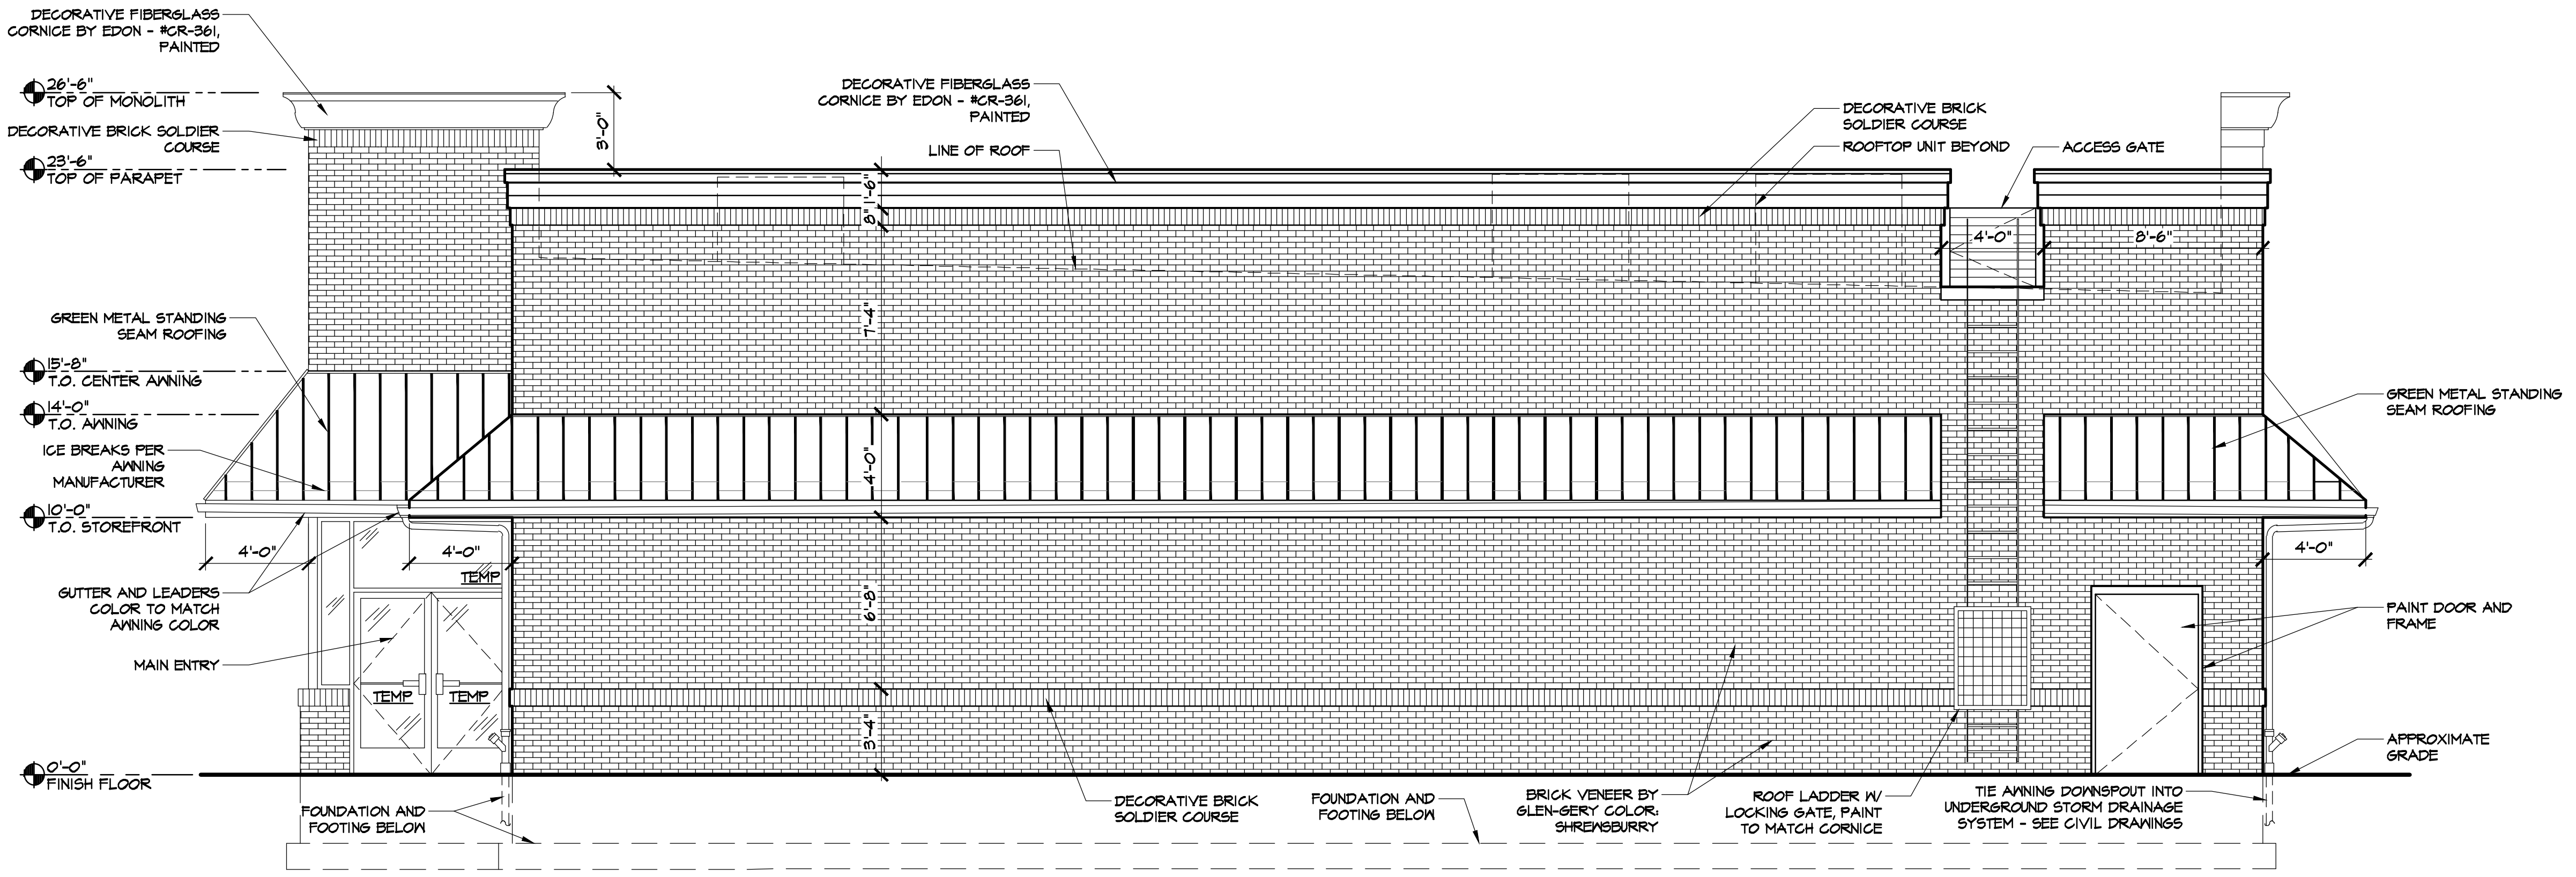 DECORATIVE FIBERGLASS
CORNICE BY EDON - #CR-361,
PAINTED
26'-6"
TOP OF MONOLITH
DECORATIVE BRICK SOLDIER
COURSE
23'-6"
TOP OF PARAPET
GREEN METAL STANDING
SEAM ROOFING
15'-8"
T.O. CENTER AWNING
14'-0"
T.O. AWNING
ICE BREAKS PER
AWNING
MANUFACTURER
10'-0"
T.O. STOREFRONT
GUTTER AND LEADERS
COLOR TO MATCH
AWNING COLOR
MAIN ENTRY
0'-0"
FINISH FLOOR
FOUNDATION AND
FOOTING BELOW
4'-0"
4'-0"
TEMP
TEMP
TEMP
3'-0"
DECORATIVE FIBERGLASS
CORNICE BY EDON - #CR-361,
PAINTED
LINE OF ROOF
1'-6"
8"
7'-4"
4'-0"
6'-8"
3'-4"
DECORATIVE BRICK
SOLDIER COURSE
ROOFTOP UNIT BEYOND
ACCESS GATE
4'-0"
8'-6"
GREEN METAL STANDING
SEAM ROOFING
4'-0"
PAINT DOOR AND
FRAME
APPROXIMATE
GRADE
DECORATIVE BRICK
SOLDIER COURSE
FOUNDATION AND
FOOTING BELOW
BRICK VENEER BY
GLEN-GERY COLOR:
SHREWSBURRY
ROOF LADDER W/
LOCKING GATE, PAINT
TO MATCH CORNICE
TIE AWNING DOWNSPOUT INTO
UNDERGROUND STORM DRAINAGE
SYSTEM - SEE CIVIL DRAWINGS